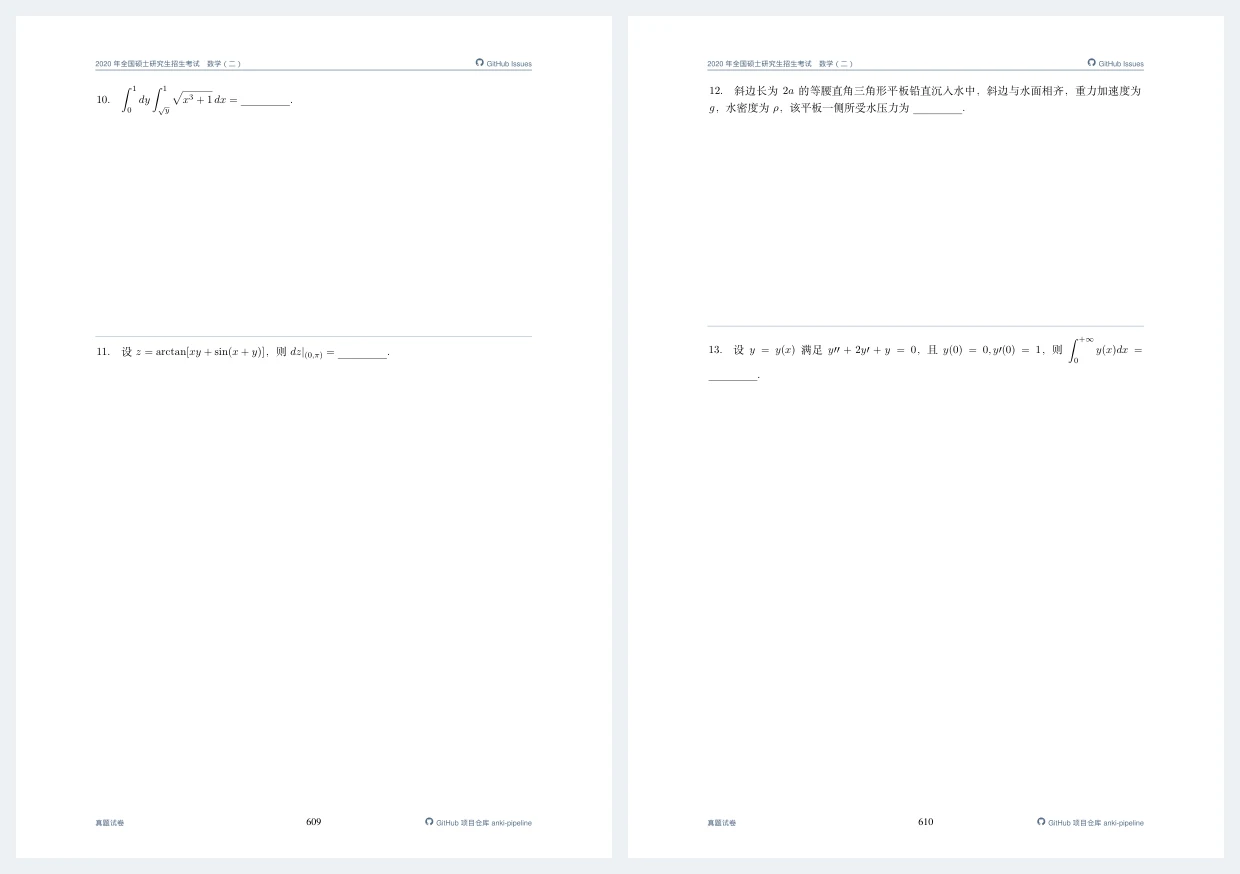 2020 年全国硕士研究生招生考试 数学（二） GitHub Issues
10. ∫_0^1 dy ∫_{√y}^1 √(x³ + 1) dx = ________.
11. 设 z = arctan[xy + sin(x + y)]，则 dz|_(0,π) = ________.
真题试卷 609 GitHub 项目仓库 anki-pipeline
2020 年全国硕士研究生招生考试 数学（二） GitHub Issues
12. 斜边长为 2a 的等腰直角三角形平板铅直沉入水中，斜边与水面相齐，重力加速度为
g，水密度为 ρ，该平板一侧所受水压力为 ________.
13. 设 y = y(x) 满足 y′′ + 2y′ + y = 0，且 y(0) = 0, y′(0) = 1，则 ∫_0^{+∞} y(x)dx =
________.
真题试卷 610 GitHub 项目仓库 anki-pipeline